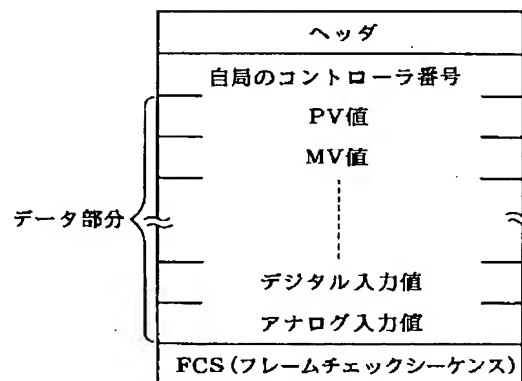 ヘッダ
自局のコントローラ番号
PV値
MV値
データ部分
デジタル入力値
アナログ入力値
FCS(フレームチェックシーケンス)